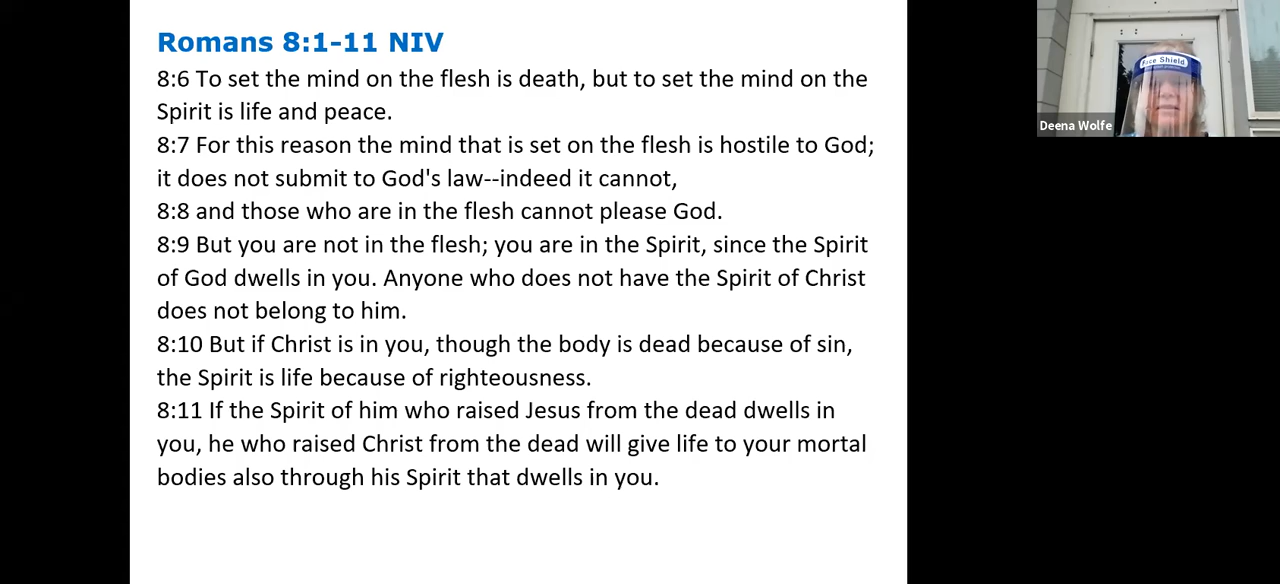 Romans 8:1-11 NIV
8:6 To set the mind on the flesh is death, but to set the mind on the
Spirit is life and peace.
8:7 For this reason the mind that is set on the flesh is hostile to God;
it does not submit to God's law--indeed it cannot,
8:8 and those who are in the flesh cannot please God.
8:9 But you are not in the flesh; you are in the Spirit, since the Spirit
of God dwells in you. Anyone who does not have the Spirit of Christ
does not belong to him.
8:10 But if Christ is in you, though the body is dead because of sin,
the Spirit is life because of righteousness.
8:11 If the Spirit of him who raised Jesus from the dead dwells in
you, he who raised Christ from the dead will give life to your mortal
bodies also through his Spirit that dwells in you.
Face Shield
Deena Wolfe